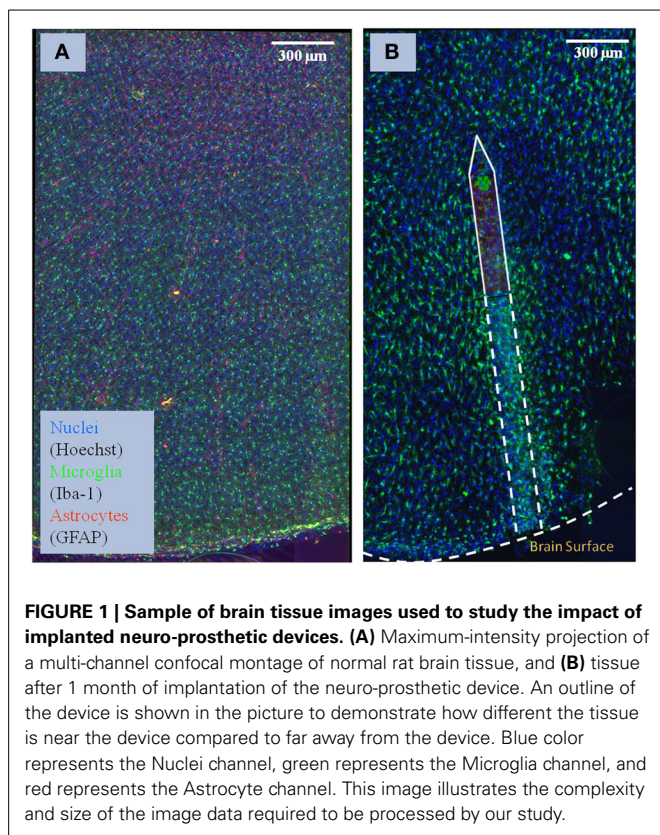 A
300 µm
B
300 µm
Nuclei
(Hoechst)
Microglia
(Iba-1)
Astrocytes
(GFAP)
Brain Surface
FIGURE 1 | Sample of brain tissue images used to study the impact of
implanted neuro-prosthetic devices. (A) Maximum-intensity projection of
a multi-channel confocal montage of normal rat brain tissue, and (B) tissue
after 1 month of implantation of the neuro-prosthetic device. An outline of
the device is shown in the picture to demonstrate how different the tissue
is near the device compared to far away from the device. Blue color
represents the Nuclei channel, green represents the Microglia channel, and
red represents the Astrocyte channel. This image illustrates the complexity
and size of the image data required to be processed by our study.